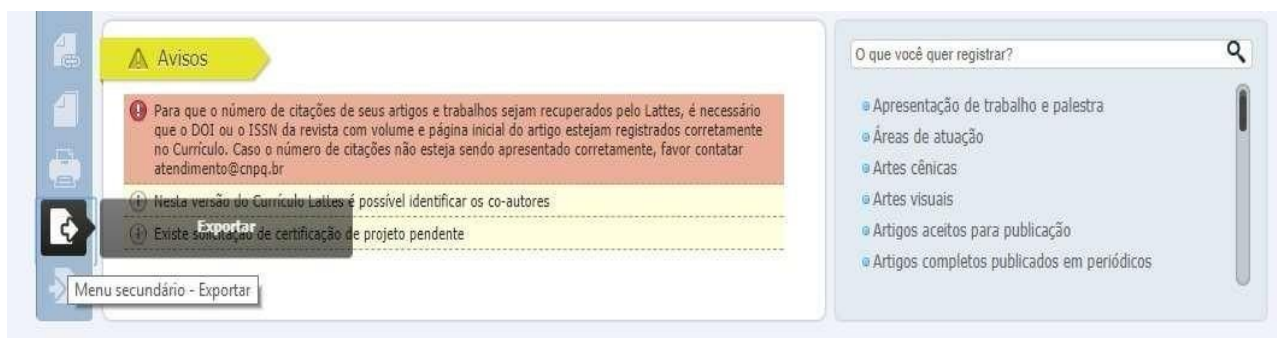 Avisos
Para que o número de citações de seus artigos e trabalhos sejam recuperados pelo Lattes, é necessário
que o DOI ou o ISSN da revista com volume e página inicial do artigo estejam registrados corretamente
no Currículo. Caso o número de citações não esteja sendo apresentado corretamente, favor contatar
atendimento@cnpq.br
Nesta versão do Currículo Lattes é possível identificar os co-autores
Existe solicitação de certificação de projeto pendente
Exportar
Menu secundário - Exportar
O que você quer registrar?
Apresentação de trabalho e palestra
Áreas de atuação
Artes cênicas
Artes visuais
Artigos aceitos para publicação
Artigos completos publicados em periódicos